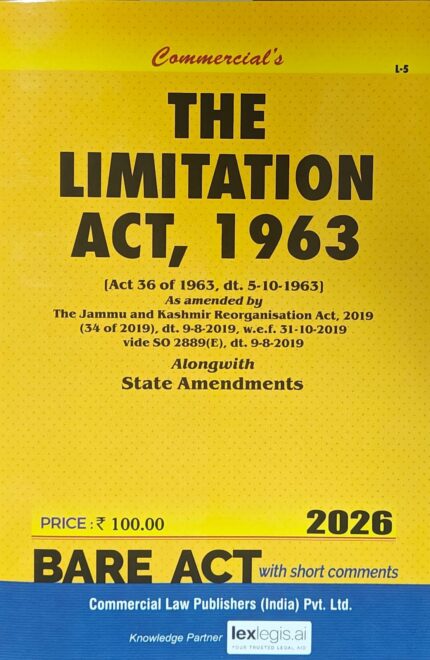 Commercial's
L-5
THE
LIMITATION
ACT, 1963
[Act 36 of 1963, dt. 5-10-1963]
As amended by
The Jammu and Kashmir Reorganisation Act, 2019
(34 of 2019), dt. 9-8-2019, w.e.f. 31-10-2019
vide SO 2889(E), dt. 9-8-2019
Alongwith
State Amendments
PRICE : ₹ 100.00
2026
BARE ACT with short comments
Commercial Law Publishers (India) Pvt. Ltd.
Knowledge Partner lexlegis.ai
YOUR TRUSTED LEGAL AID